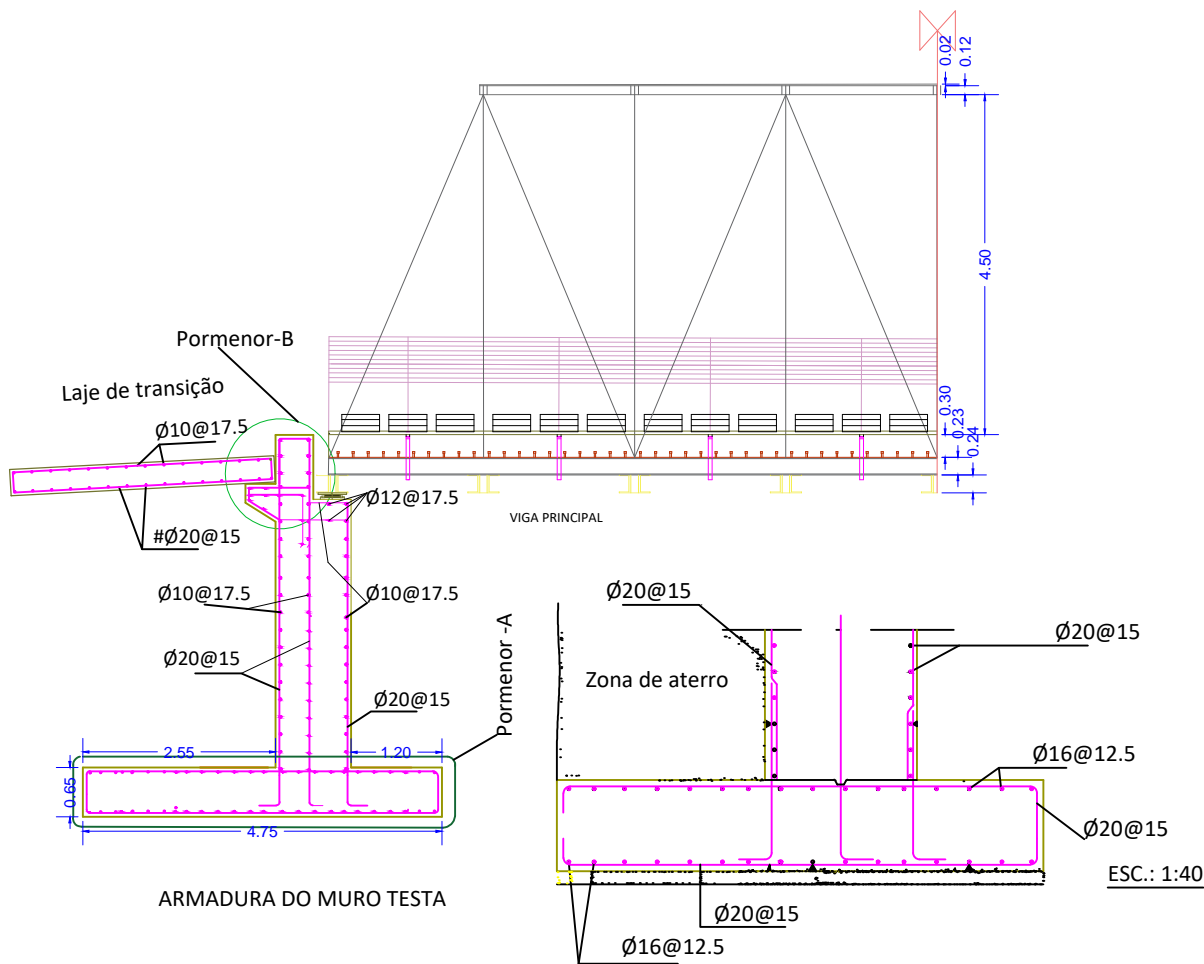 0.02
0.12
4.50
0.30
0.23
0.24
Pormenor-B
Laje de transição
Ø10@17.5
#Ø20@15
Ø12@17.5
VIGA PRINCIPAL
Ø10@17.5
Ø10@17.5
Ø20@15
Ø20@15
Pormenor -A
2.55
1.20
0.65
4.75
ARMADURA DO MURO TESTA
Ø20@15
Zona de aterro
Ø20@15
Ø16@12.5
Ø20@15
ESC.: 1:40
Ø20@15
Ø16@12.5